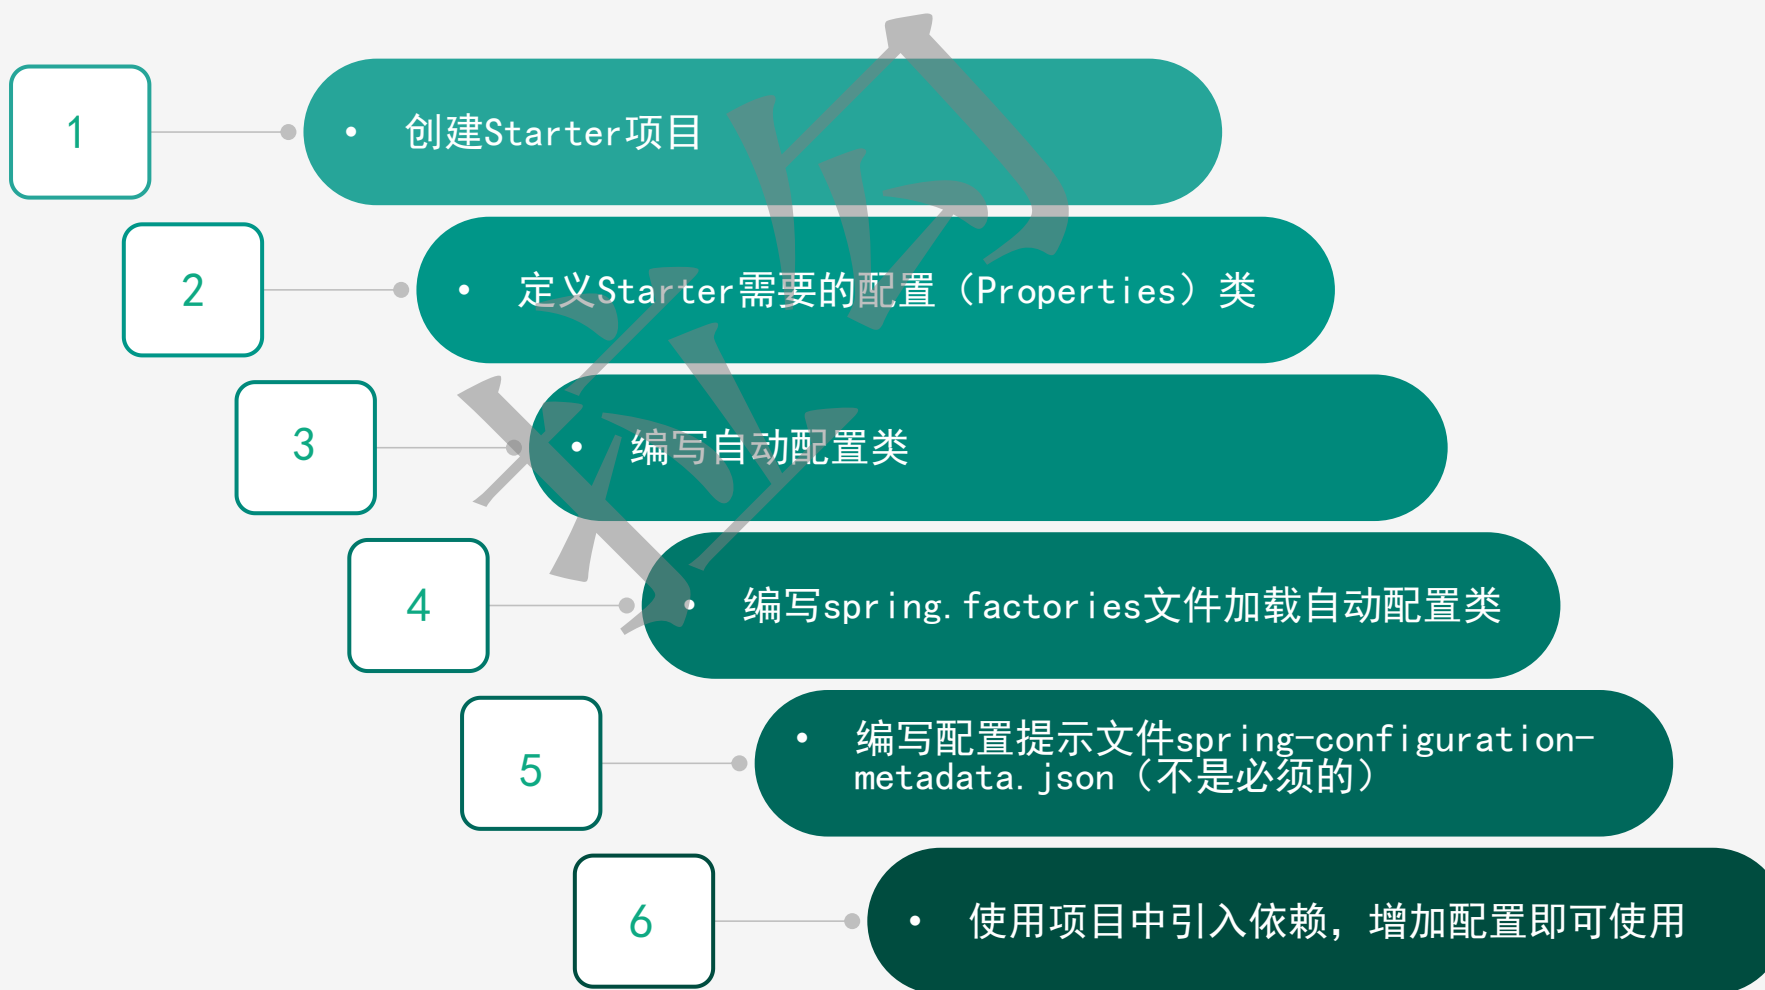 1
• 创建Starter项目
2
• 定义Starter需要的配置（Properties）类
3
• 编写自动配置类
4
• 编写spring.factories文件加载自动配置类
5
• 编写配置提示文件spring-configuration-
metadata.json（不是必须的）
6
• 使用项目中引入依赖，增加配置即可使用